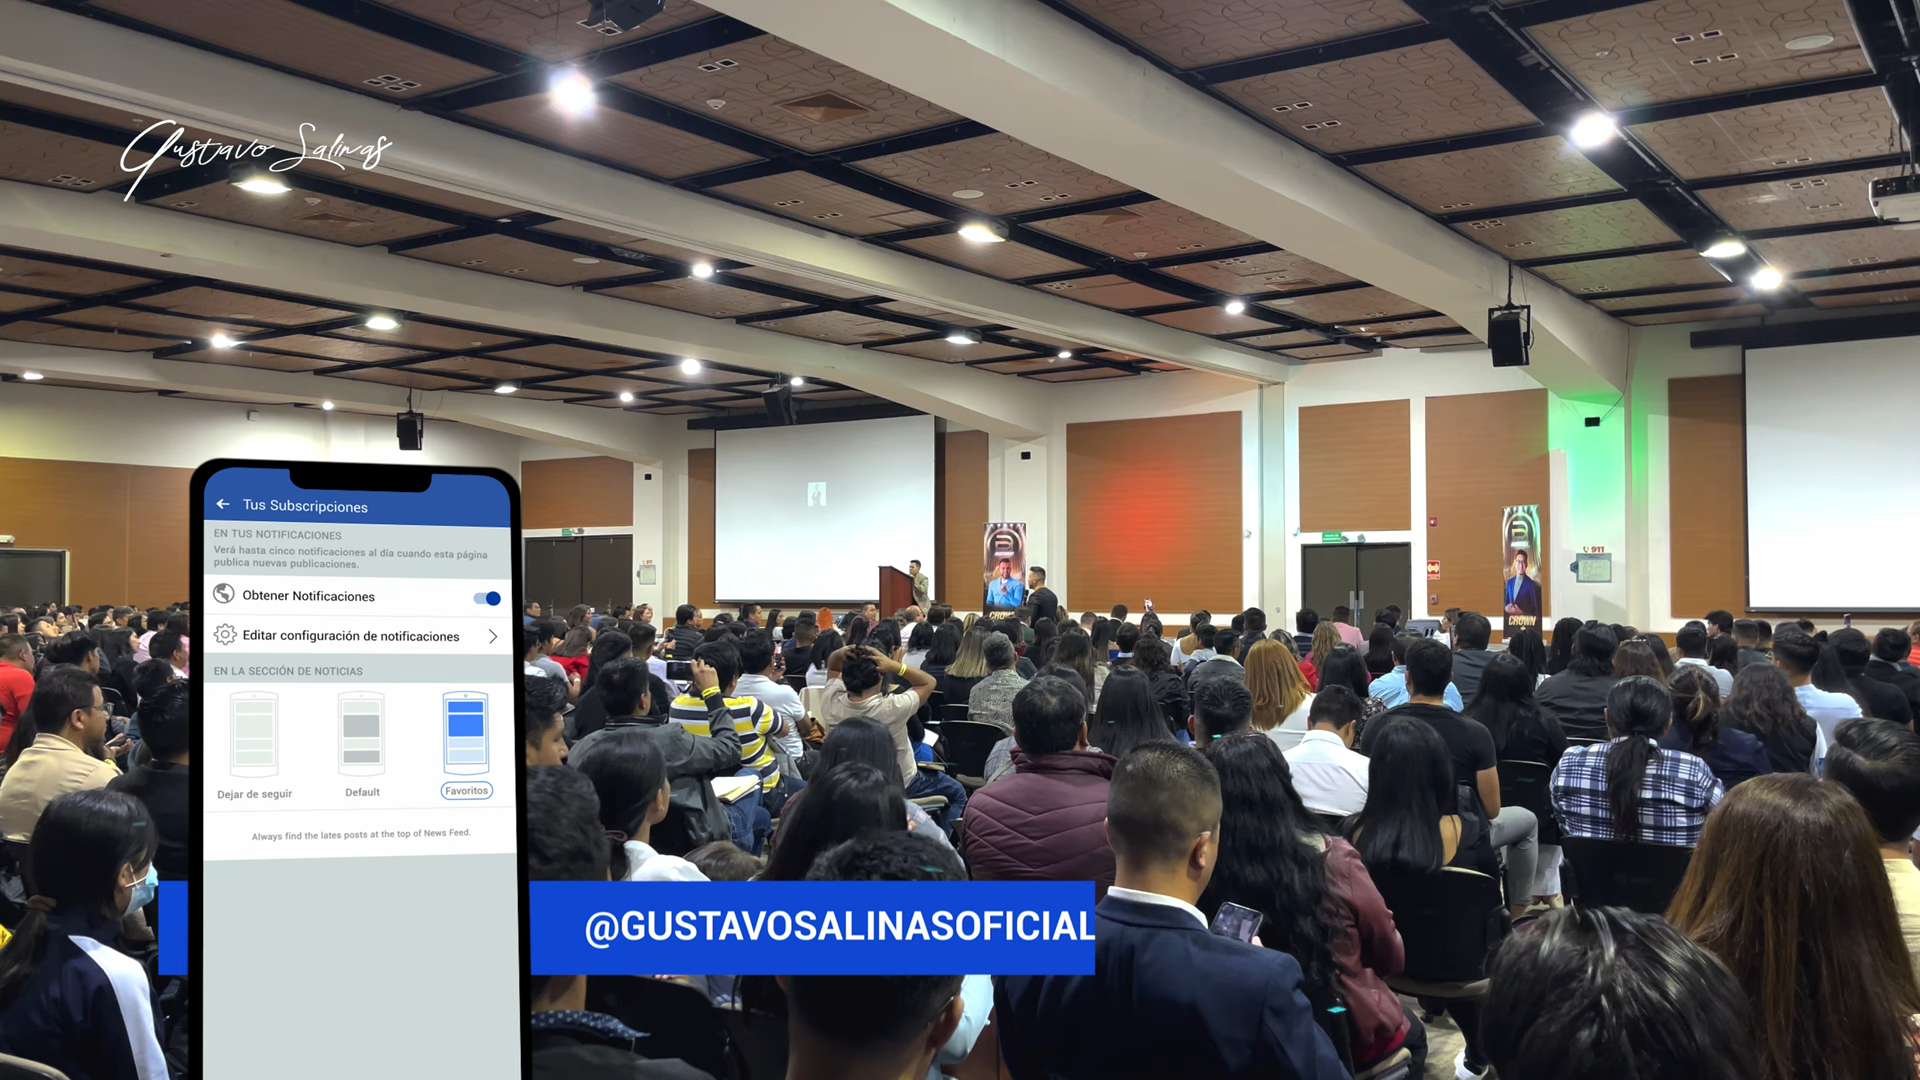 Gustavo Salinas
Tus Subscripciones
EN TUS NOTIFICACIONES
Verá hasta cinco notificaciones al día cuando esta página
publica nuevas publicaciones.
Obtener Notificaciones
Editar configuración de notificaciones
EN LA SECCIÓN DE NOTICIAS
Dejar de seguir
Default
Favoritos
Always find the lates posts at the top of News Feed.
@GUSTAVOSALINASOFICIAL
CROWN
CROWN
911